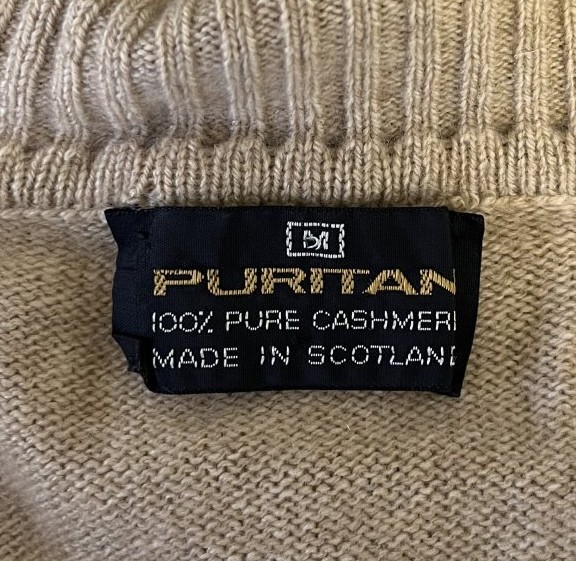 PURITAN
100% PURE CASHMERE
MADE IN SCOTLAND